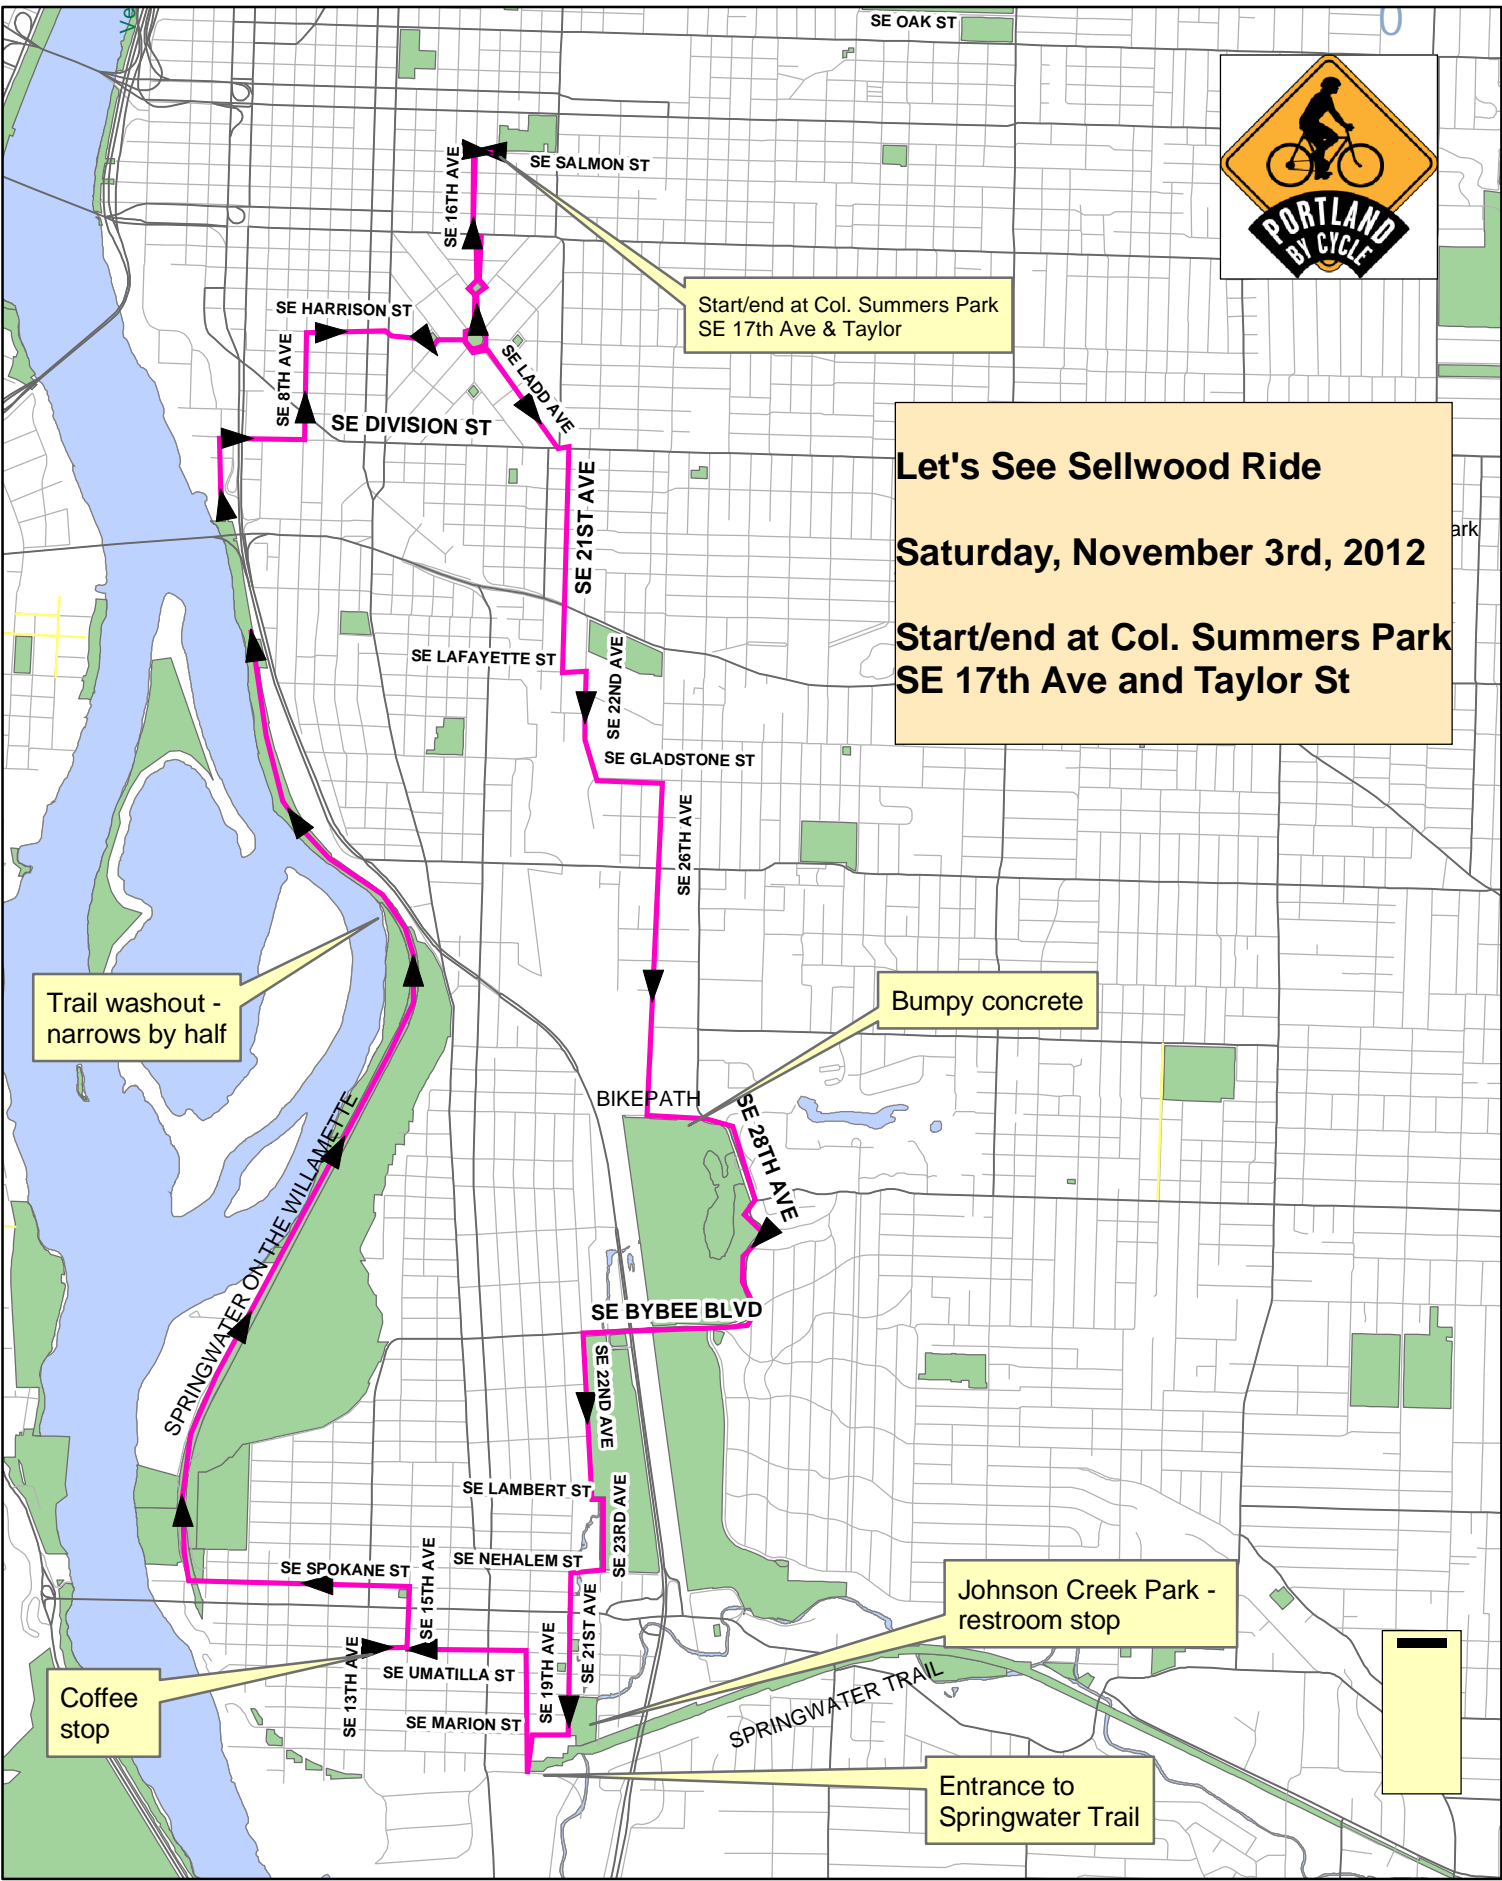 SE OAK ST
0
Ve
PORTLAND
BY CYCLE
SE 16TH AVE
SE SALMON ST
Start/end at Col. Summers Park
SE 17th Ave & Taylor
SE HARRISON ST
SE 8TH AVE
SE LADD AVE
SE DIVISION ST
Let's See Sellwood Ride
Saturday, November 3rd, 2012
Start/end at Col. Summers Park
SE 17th Ave and Taylor St
ark
SE 21ST AVE
SE LAFAYETTE ST
SE 22ND AVE
SE GLADSTONE ST
SE 26TH AVE
Trail washout -
narrows by half
Bumpy concrete
BIKEPATH
SE 28TH AVE
SPRINGWATER ON THE WILLAMETTE
SE BYBEE BLVD
SE 22ND AVE
SE LAMBERT ST
SE 23RD AVE
SE NEHALEM ST
SE SPOKANE ST
SE 15TH AVE
SE 21ST AVE
Johnson Creek Park -
restroom stop
SE 13TH AVE
SE UMATILLA ST
SE 19TH AVE
Coffee
stop
SE MARION ST
SPRINGWATER TRAIL
Entrance to
Springwater Trail